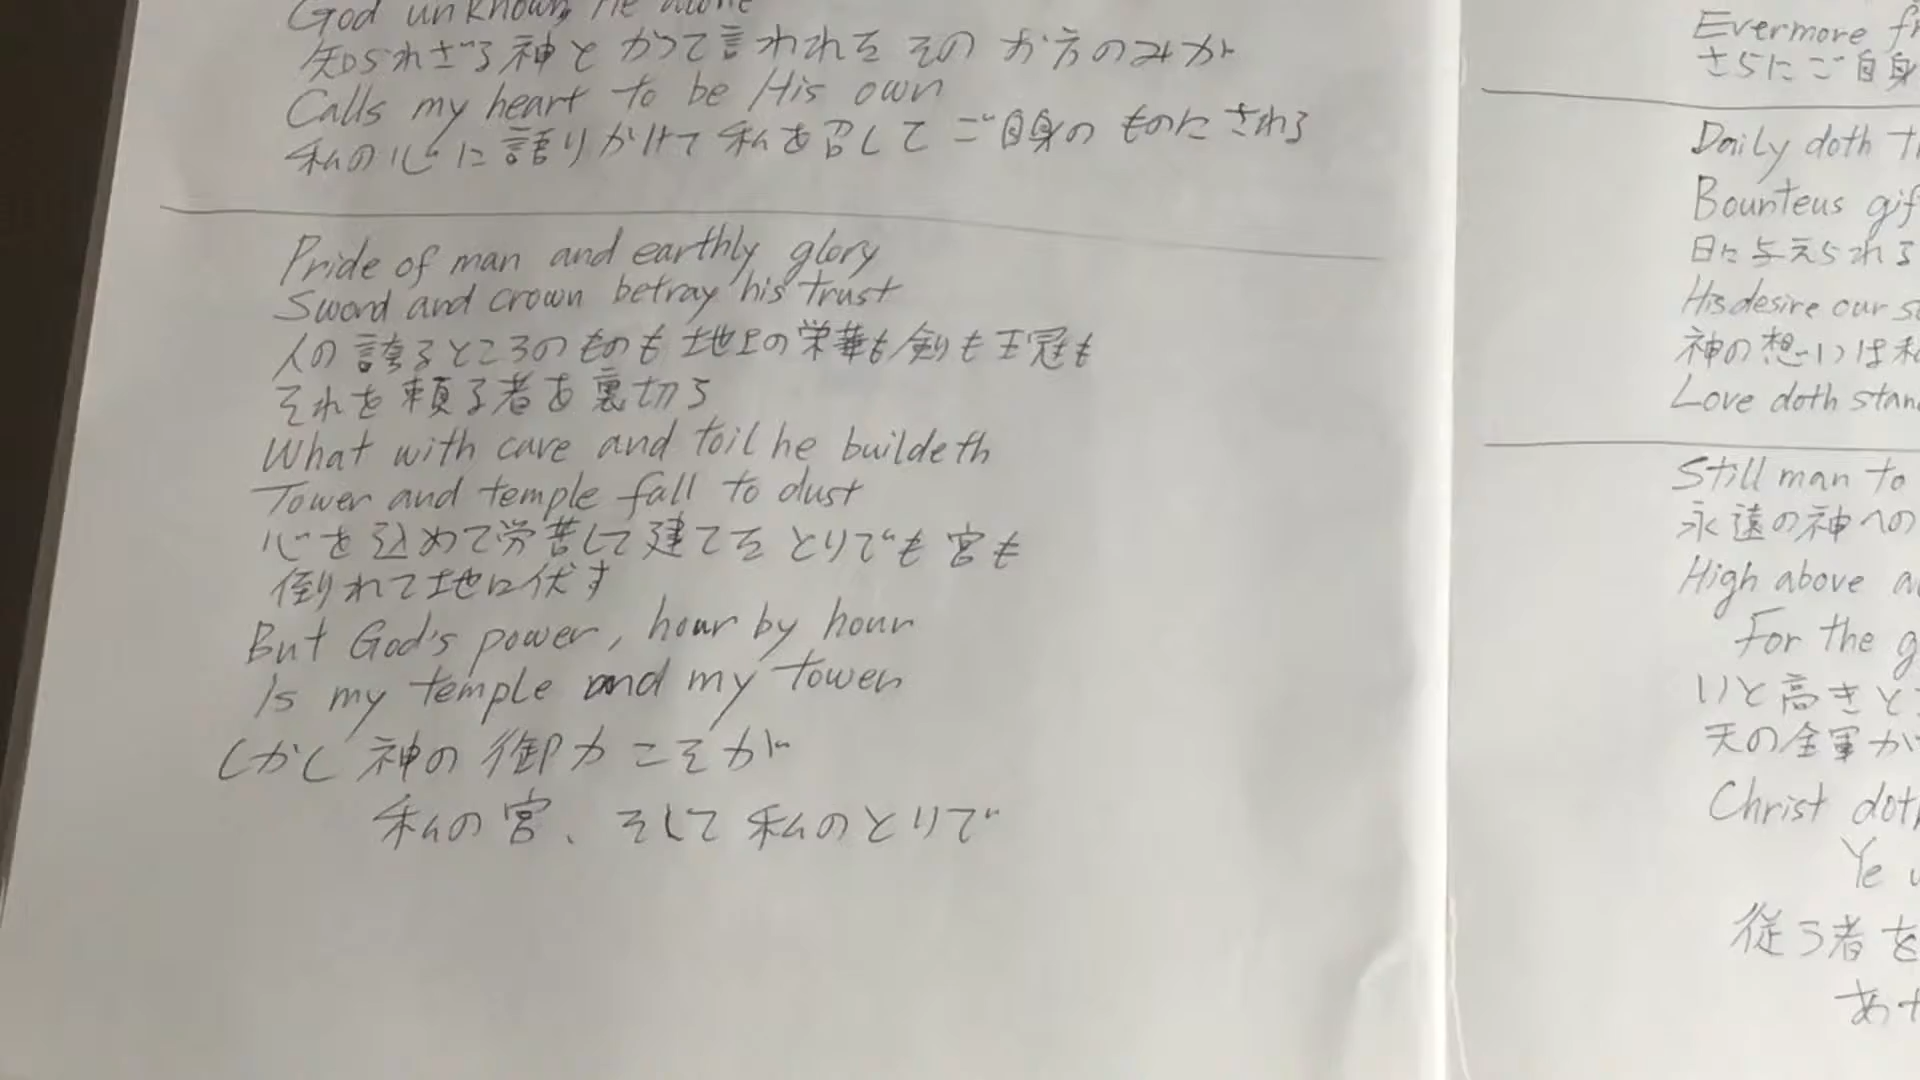 God unknown, He alone
知られざる神と かつて言われた そのお方のみが
Calls my heart to be His own
私の心に語りかけて 私を召して ご自身のものにされる
Pride of man and earthly glory
Sword and crown betray his trust
人の誇るところのものも 地上の栄華も 剣も王冠も
それを頼る者を裏切る
What with care and toil he buildeth
Tower and temple fall to dust
心を込めて労苦して建てた とりでも宮も
倒れて地に伏す
But God's power, hour by hour
Is my temple and my tower
しかし神の御力こそが
私の宮、そして私のとりで
Evermore
さらにご自身
Daily doth
Bounteus
日に与えられる
His desire our
神の想いは私
Love doth
Still man to
永遠の神への
High above
For the
いと高きと
天の全軍が
Christ
Ye
従う者を